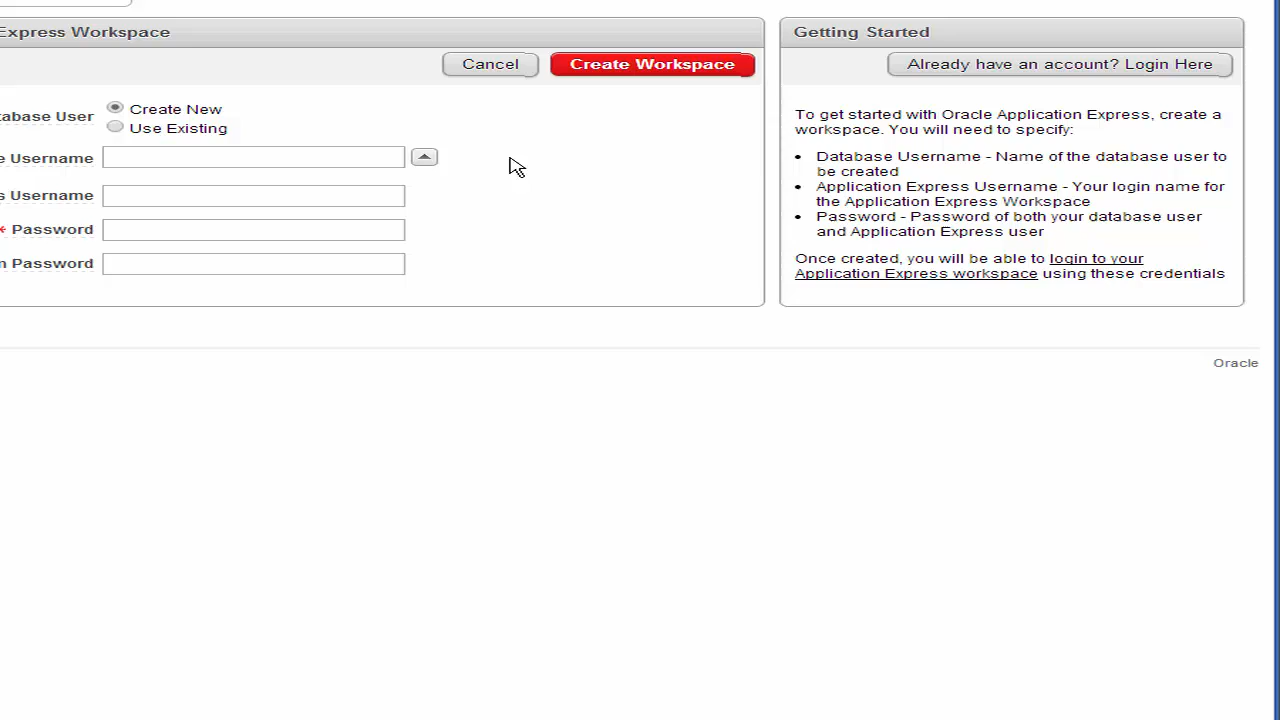 Express Workspace
Cancel
Create Workspace
abase User
Create New
Use Existing
e Username
s Username
* Password
n Password
Getting Started
Already have an account? Login Here
To get started with Oracle Application Express, create a
workspace. You will need to specify:
• Database Username - Name of the database user to
be created
• Application Express Username - Your login name for
the Application Express Workspace
• Password - Password of both your database user
and Application Express user
Once created, you will be able to login to your
Application Express workspace using these credentials
Oracle